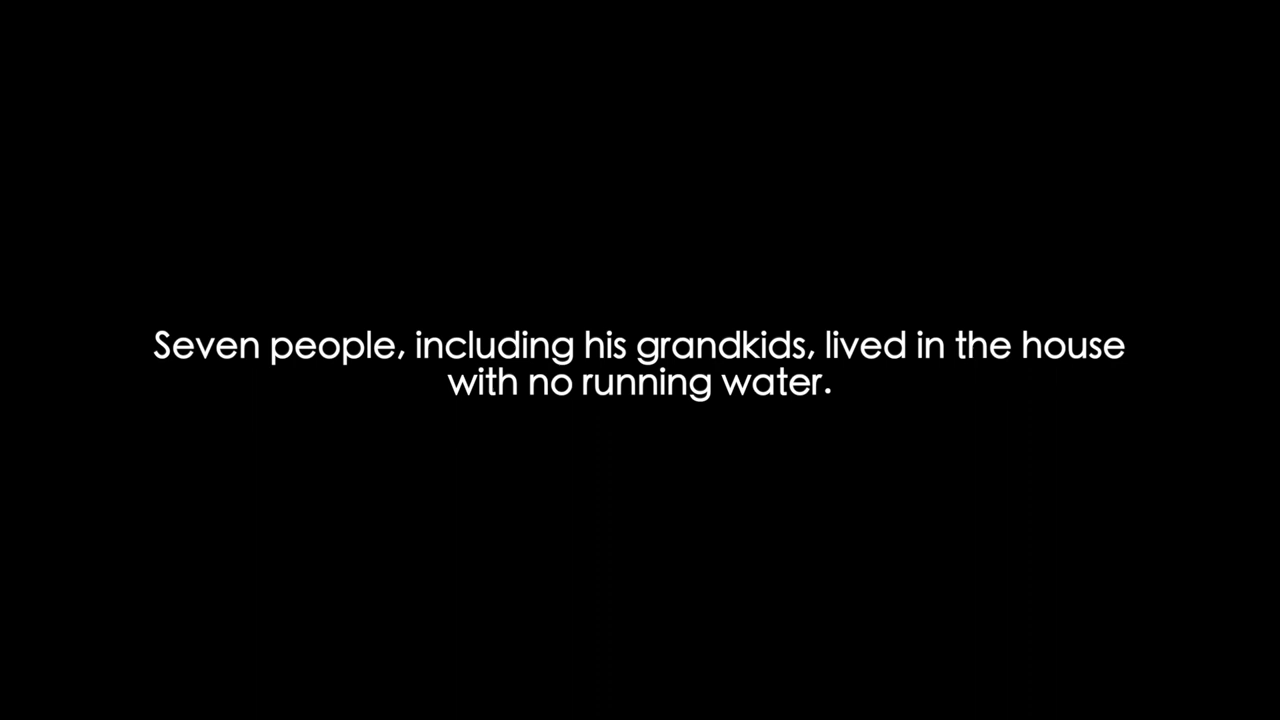 Seven people, including his grandkids, lived in the house
with no running water.